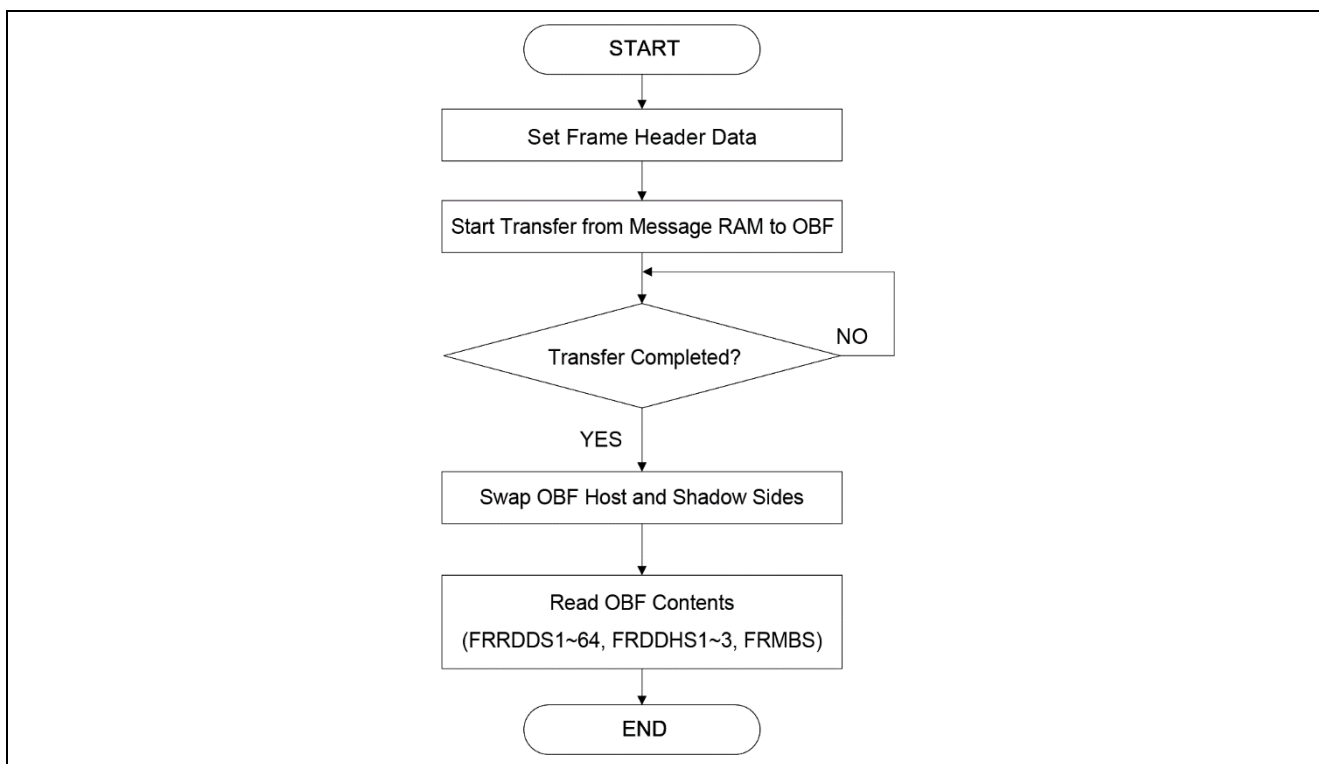 START
Set Frame Header Data
Start Transfer from Message RAM to OBF
NO
Transfer Completed?
YES
Swap OBF Host and Shadow Sides
Read OBF Contents
(FRRDDS1~64, FRDDHS1~3, FRMBS)
END